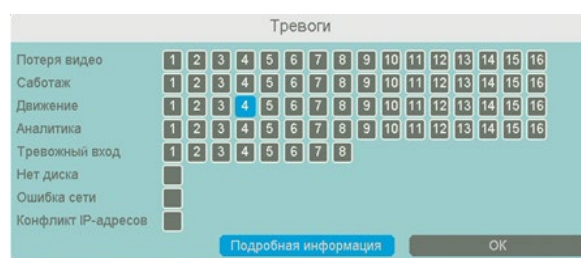 Тревоги
Потеря видео 1 2 3 4 5 6 7 8 9 10 11 12 13 14 15 16
Саботаж 1 2 3 4 5 6 7 8 9 10 11 12 13 14 15 16
Движение 1 2 3 4 5 6 7 8 9 10 11 12 13 14 15 16
Аналитика 1 2 3 4 5 6 7 8 9 10 11 12 13 14 15 16
Тревожный вход 1 2 3 4 5 6 7 8
Нет диска
Ошибка сети
Конфликт IP-адресов
Подробная информация ОК